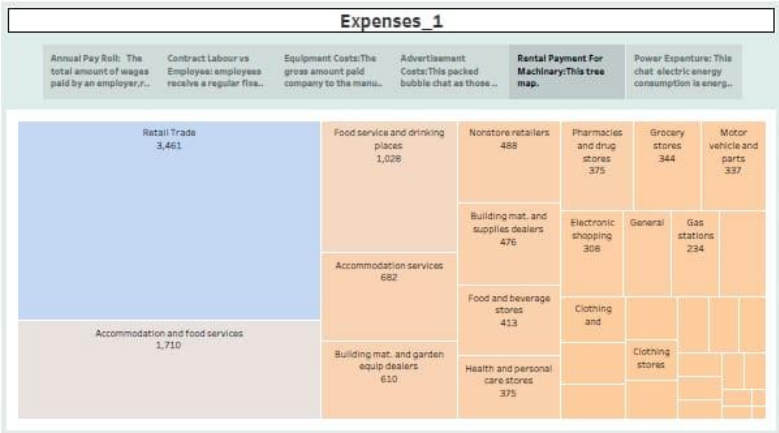 Expenses_1
Annual Pay Roll: The
total amount of wages
paid by an employer,r..
Contract Labour vs
Employee: employees
receive a regular fixe..
Equipment Costs:The
gross amount paid
company to the manu..
Advertisement
Costs:This packed
bubble chat as those ..
Rental Payment For
Machinary:This tree
map.
Power Expenture: This
chat electric energy
consumption is energ..
Retail Trade
3,461
Accommodation and food services
1,710
Food service and drinking
places
1,028
Accommodation services
682
Building mat. and garden
equip dealers
610
Nonstore retailers
488
Building mat. and
supplies dealers
476
Food and beverage
stores
413
Health and personal
care stores
375
Pharmacies
and drug
stores
375
Grocery
stores
344
Motor
vehicle and
parts
337
Electronic
shopping
308
General
Gas
stations
234
Clothing
and
Clothing
stores